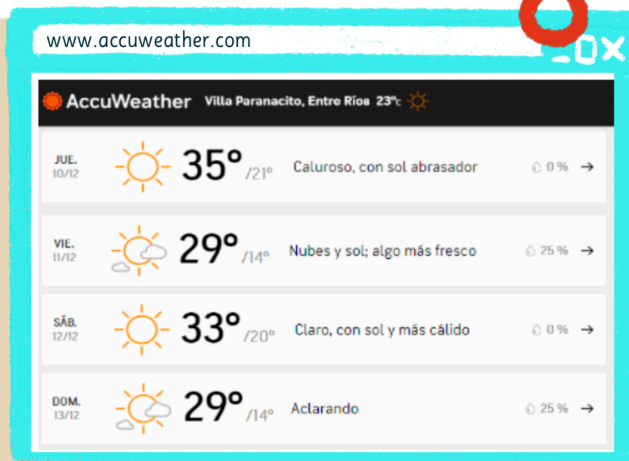 www.accuweather.com
AccuWeather Villa Paranacito, Entre Ríos 23°c
JUE.
10/12
35° /21°
Caluroso, con sol abrasador
0 %
VIE.
11/12
29° /14°
Nubes y sol; algo más fresco
25 %
SÁB.
12/12
33° /20°
Claro, con sol y más cálido
0 %
DOM.
13/12
29° /14°
Aclarando
25 %